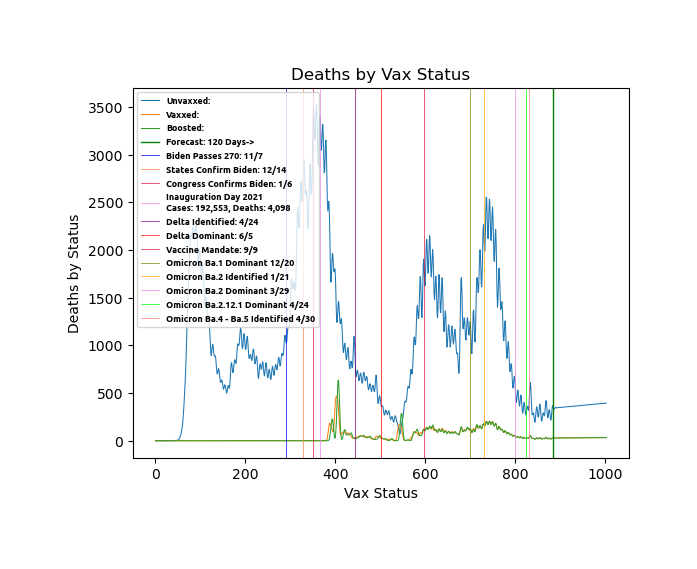 Deaths by Vax Status
Deaths by Status
3500
3000
2500
2000
1500
1000
500
0
Unvaxxed:
Vaxxed:
Boosted:
Forecast: 120 Days->
Biden Passes 270: 11/7
States Confirm Biden: 12/14
Congress Confirms Biden: 1/6
Inauguration Day 2021
Cases: 192,553, Deaths: 4,098
Delta Identified: 4/24
Delta Dominant: 6/5
Vaccine Mandate: 9/9
Omicron Ba.1 Dominant 12/20
Omicron Ba.2 Identified 1/21
Omicron Ba.2 Dominant 3/29
Omicron Ba.2.12.1 Dominant 4/24
Omicron Ba.4 - Ba.5 Identified 4/30
0 200 400 600 800 1000
Vax Status